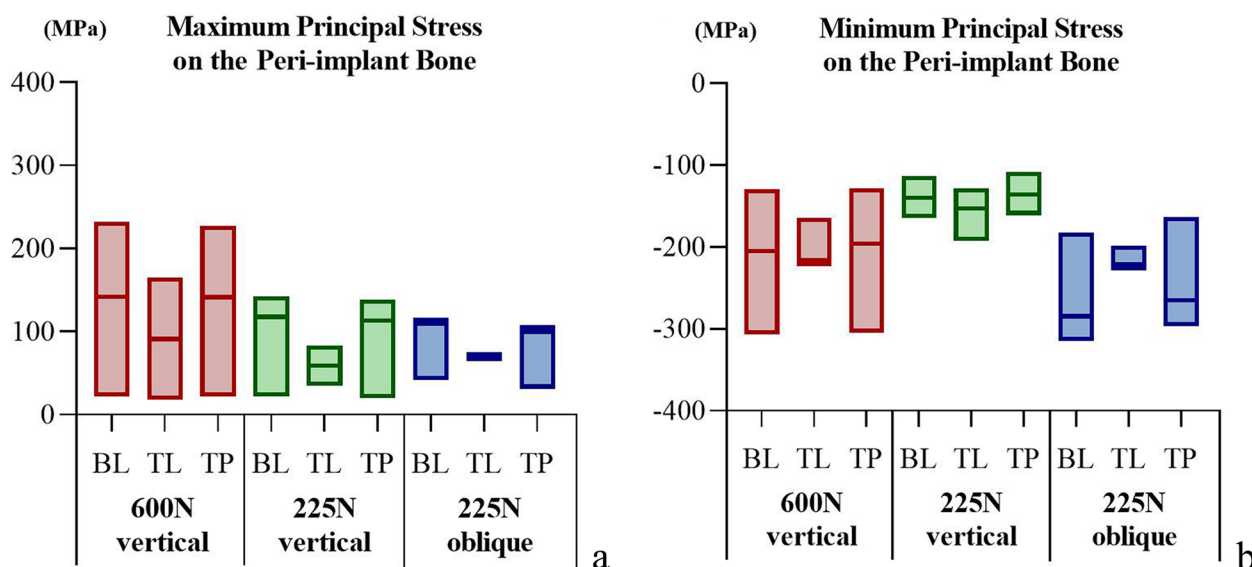 (MPa)
Maximum Principal Stress
on the Peri-implant Bone
400
300
200
100
0
BL TL TP BL TL TP BL TL TP
600N 225N 225N
vertical vertical oblique
a
(MPa)
Minimum Principal Stress
on the Peri-implant Bone
0
-100
-200
-300
-400
BL TL TP BL TL TP BL TL TP
600N 225N 225N
vertical vertical oblique
b